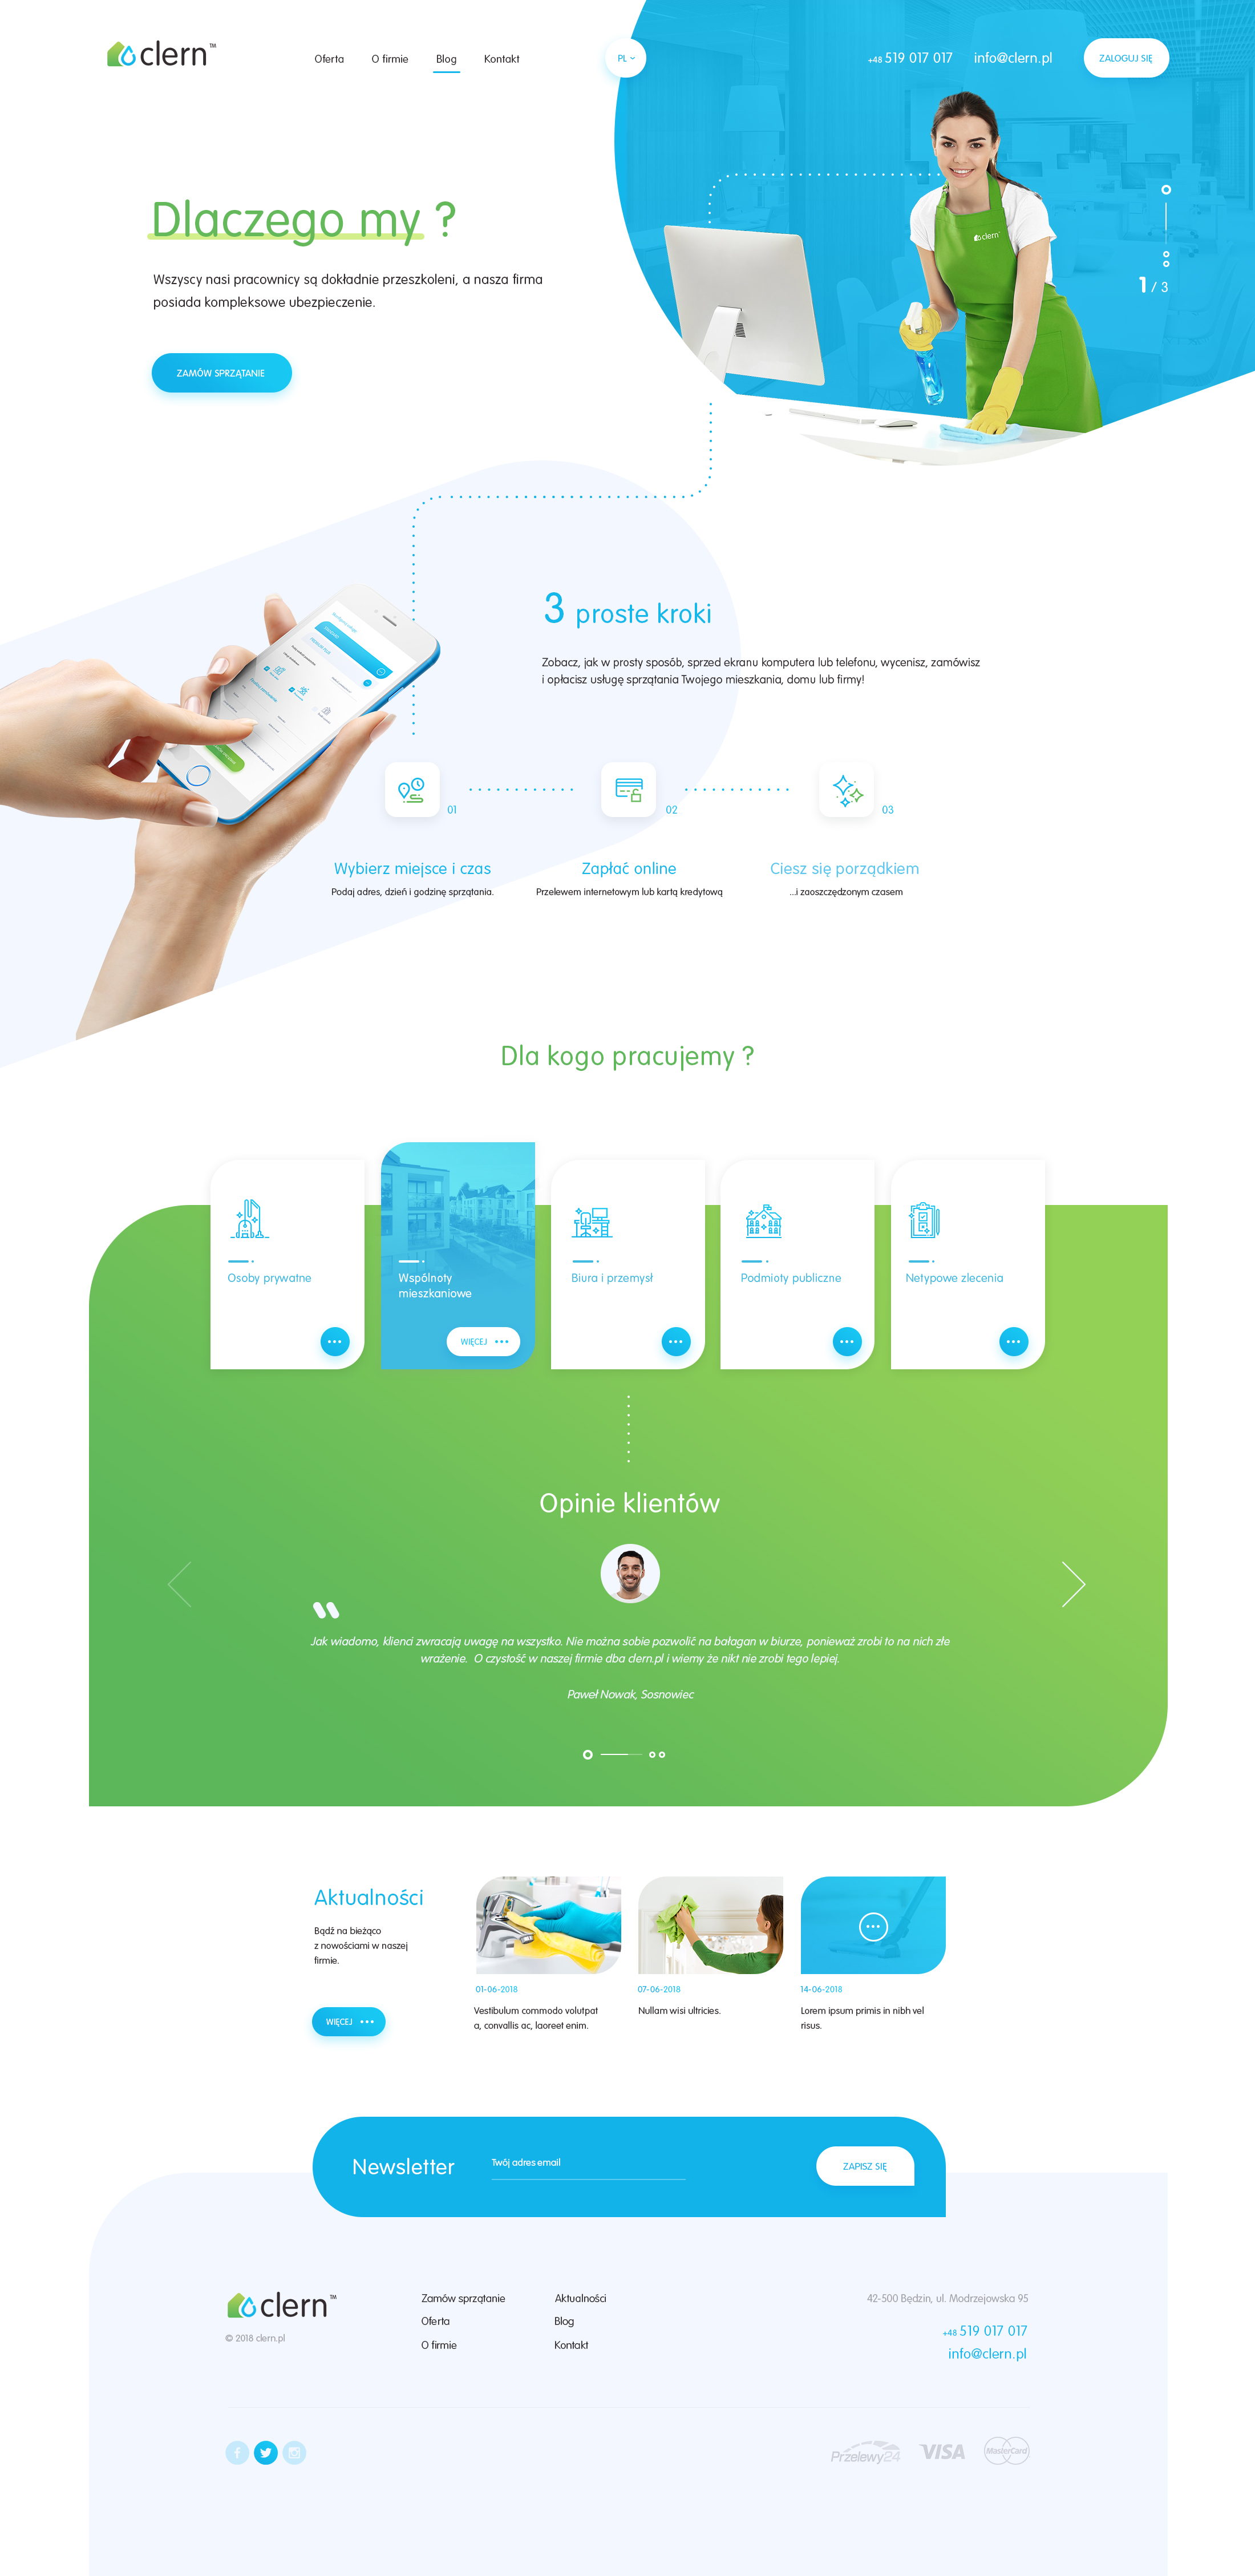 clern™
Oferta
O firmie
Blog
Kontakt
PL
+48 519 017 017
info@clern.pl
ZALOGUJ SIĘ
Dlaczego my ?
Wszyscy nasi pracownicy są dokładnie przeszkoleni, a nasza firma
posiada kompleksowe ubezpieczenie.
ZAMÓW SPRZĄTANIE
clern
1 / 3
3 proste kroki
Zobacz, jak w prosty sposób, sprzed ekranu komputera lub telefonu, wycenisz, zamówisz
i opłacisz usługę sprzątania Twojego mieszkania, domu lub firmy!
01
02
03
Wybierz miejsce i czas
Podaj adres, dzień i godzinę sprzątania.
Zapłać online
Przelewem internetowym lub kartą kredytową
Ciesz się porządkiem
...i zaoszczędzonym czasem
Dla kogo pracujemy ?
Osoby prywatne
Wspólnoty
mieszkaniowe
WIĘCEJ
Biura i przemysł
Podmioty publiczne
Netypowe zlecenia
Opinie klientów
Jak wiadomo, klienci zwracają uwagę na wszystko. Nie można sobie pozwolić na bałagan w biurze, ponieważ zrobi to na nich złe
wrażenie. O czystość w naszej firmie dba clern.pl i wiemy że nikt nie zrobi tego lepiej.
Paweł Nowak, Sosnowiec
Aktualności
Bądź na bieżąco
z nowościami w naszej
firmie.
WIĘCEJ
01-06-2018
Vestibulum commodo volutpat
a, convallis ac, laoreet enim.
07-06-2018
Nullam wisi ultricies.
14-06-2018
Lorem ipsum primis in nibh vel
risus.
Newsletter
Twój adres email
ZAPISZ SIĘ
clern™
© 2018 clern.pl
Zamów sprzątanie
Oferta
O firmie
Aktualności
Blog
Kontakt
42-500 Będzin, ul. Modrzejowska 95
+48 519 017 017
info@clern.pl
Przelewy24
VISA
MasterCard